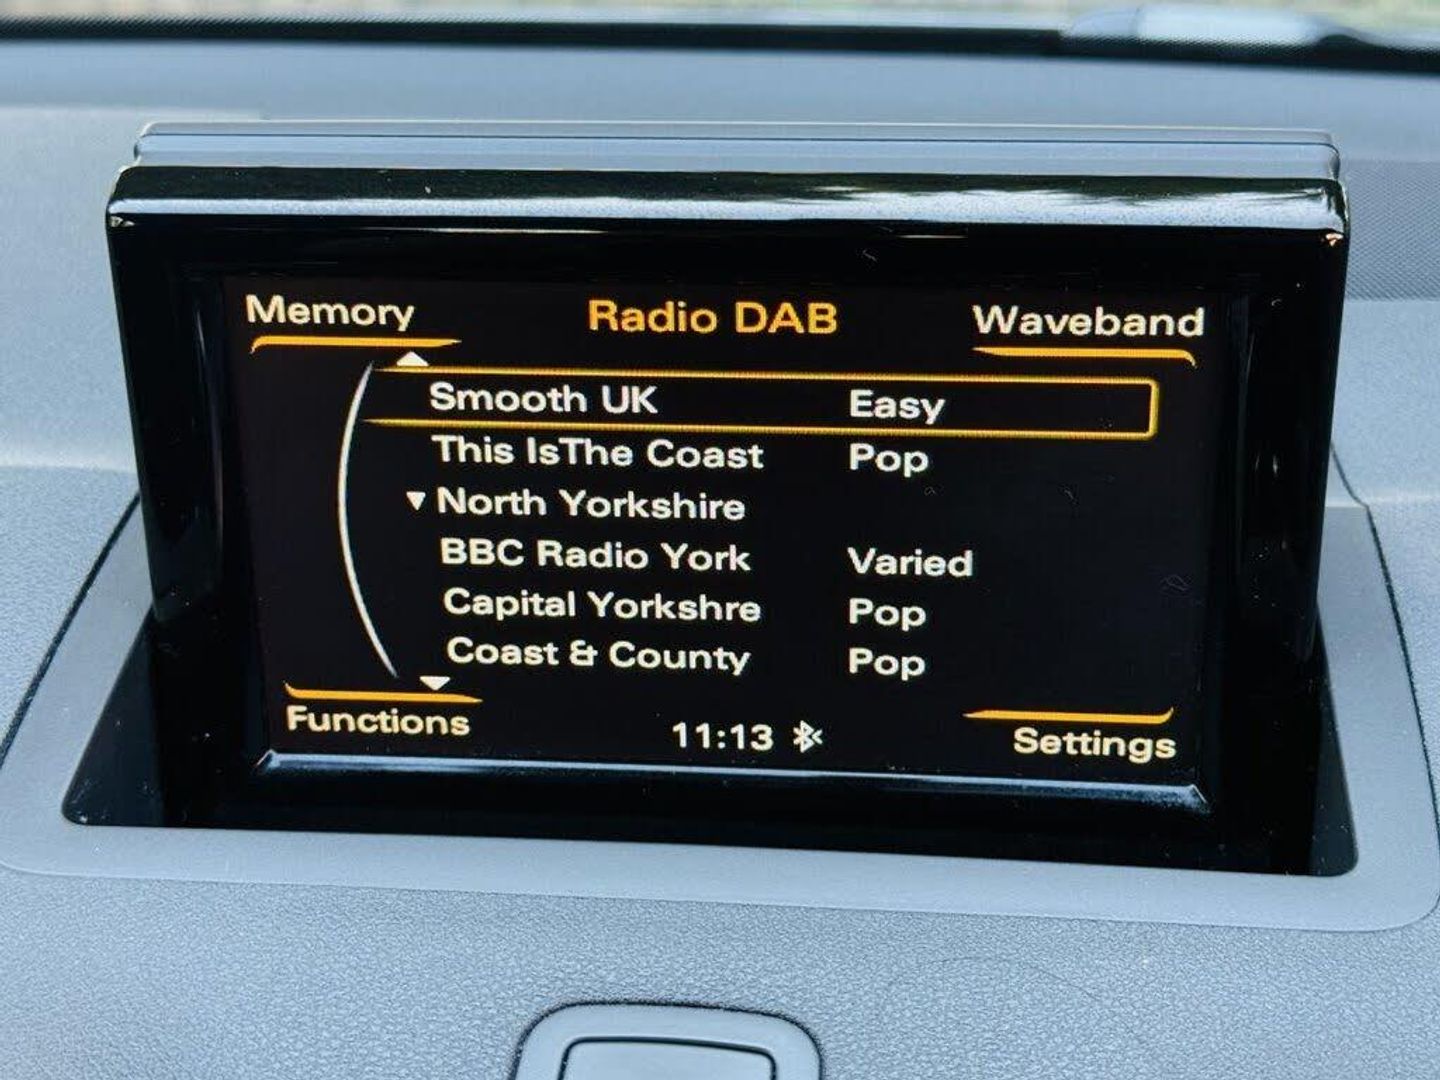 Memory Radio DAB Waveband
Smooth UK Easy
This IsThe Coast Pop
North Yorkshire
BBC Radio York Varied
Capital Yorkshre Pop
Coast & County Pop
Functions 11:13 Settings